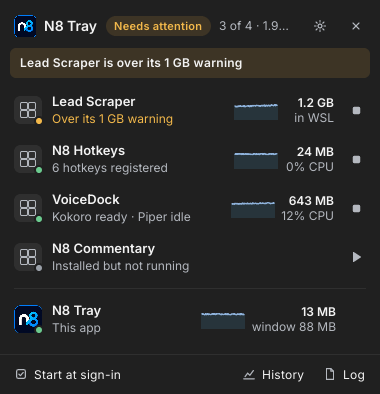 n8 N8 Tray Needs attention 3 of 4 · 1.9...
Lead Scraper is over its 1 GB warning
Lead Scraper 1.2 GB
Over its 1 GB warning in WSL
N8 Hotkeys 24 MB
6 hotkeys registered 0% CPU
VoiceDock 643 MB
Kokoro ready · Piper idle 12% CPU
N8 Commentary
Installed but not running
n8 N8 Tray 13 MB
This app window 88 MB
Start at sign-in History Log